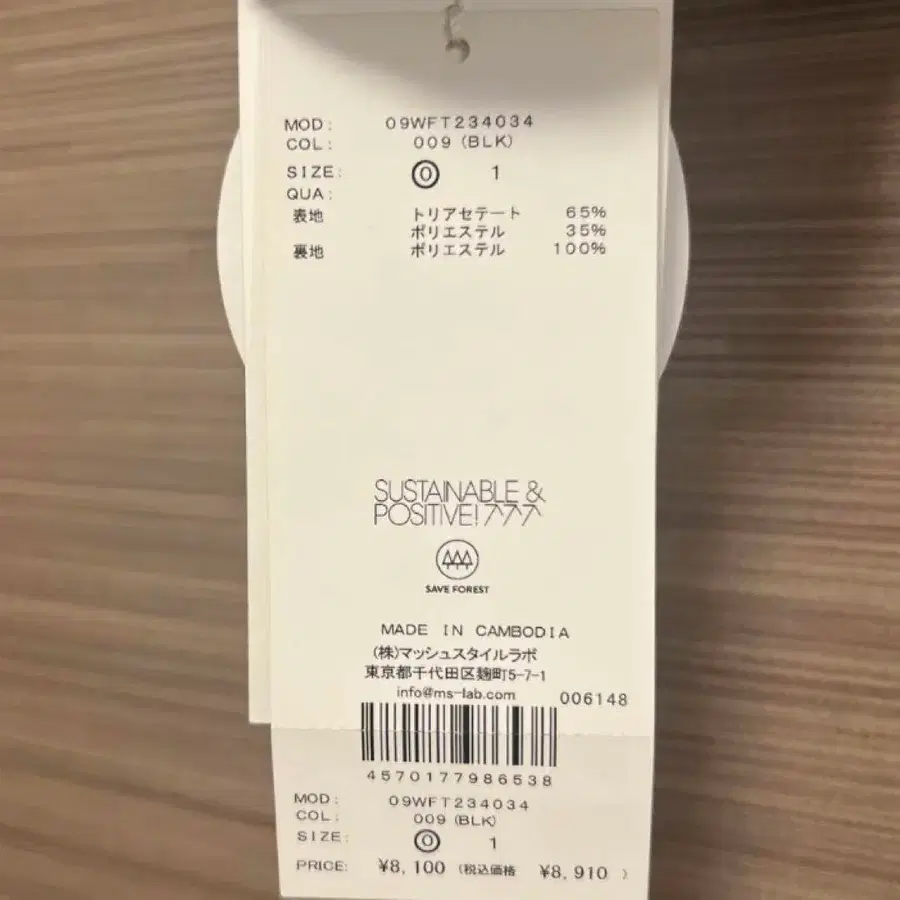 MOD: 09WFT234034
COL: 009 (BLK)
SIZE: 0 1
QUA:
表地 トリアセテート 65%
ポリエステル 35%
裏地 ポリエステル 100%
SUSTAINABLE &
POSITIVE!
SAVE FOREST
MADE IN CAMBODIA
(株)マッシュスタイルラボ
東京都千代田区麹町5-7-1
info@ms-lab.com
006148
4570177986538
MOD: 09WFT234034
COL: 009 (BLK)
SIZE: 0 1
PRICE: ¥8,100 (税込価格 ¥8,910 )